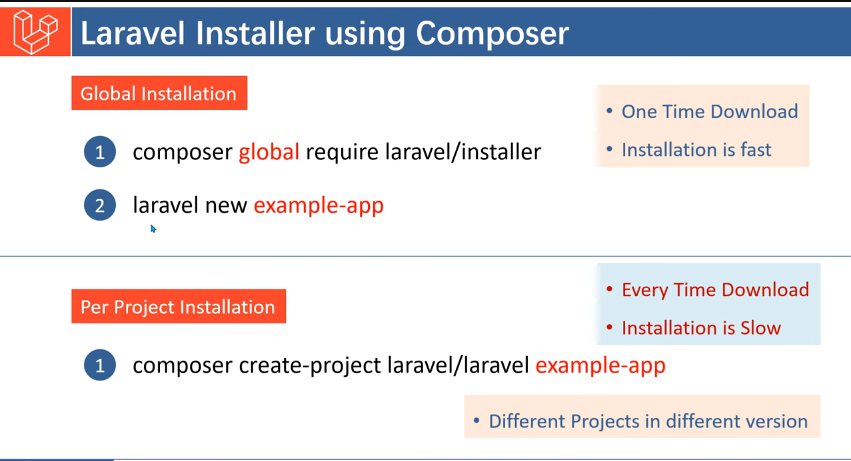 Laravel Installer using Composer
Global Installation
• One Time Download
• Installation is fast
1 composer global require laravel/installer
2 laravel new example-app
Per Project Installation
• Every Time Download
• Installation is Slow
1 composer create-project laravel/laravel example-app
• Different Projects in different version